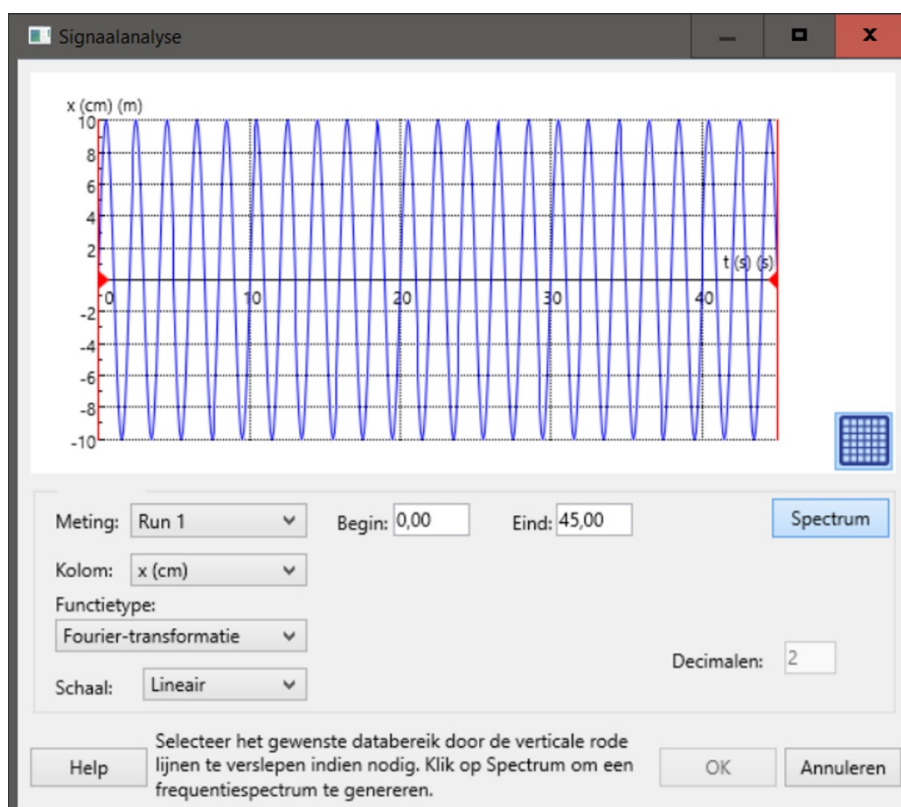 Signaalanalyse
x (cm) (m)
10
8
6
4
2
t (s) (s)
0 10 20 30 40
-2
-4
-6
-8
-10
Meting: Run 1 Begin: 0,00 Eind: 45,00 Spectrum
Kolom: x (cm)
Functietype:
Fourier-transformatie
Decimalen: 2
Schaal: Lineair
Selecteer het gewenste databereik door de verticale rode
Help lijnen te verslepen indien nodig. Klik op Spectrum om een OK Annuleren
frequentiespectrum te genereren.